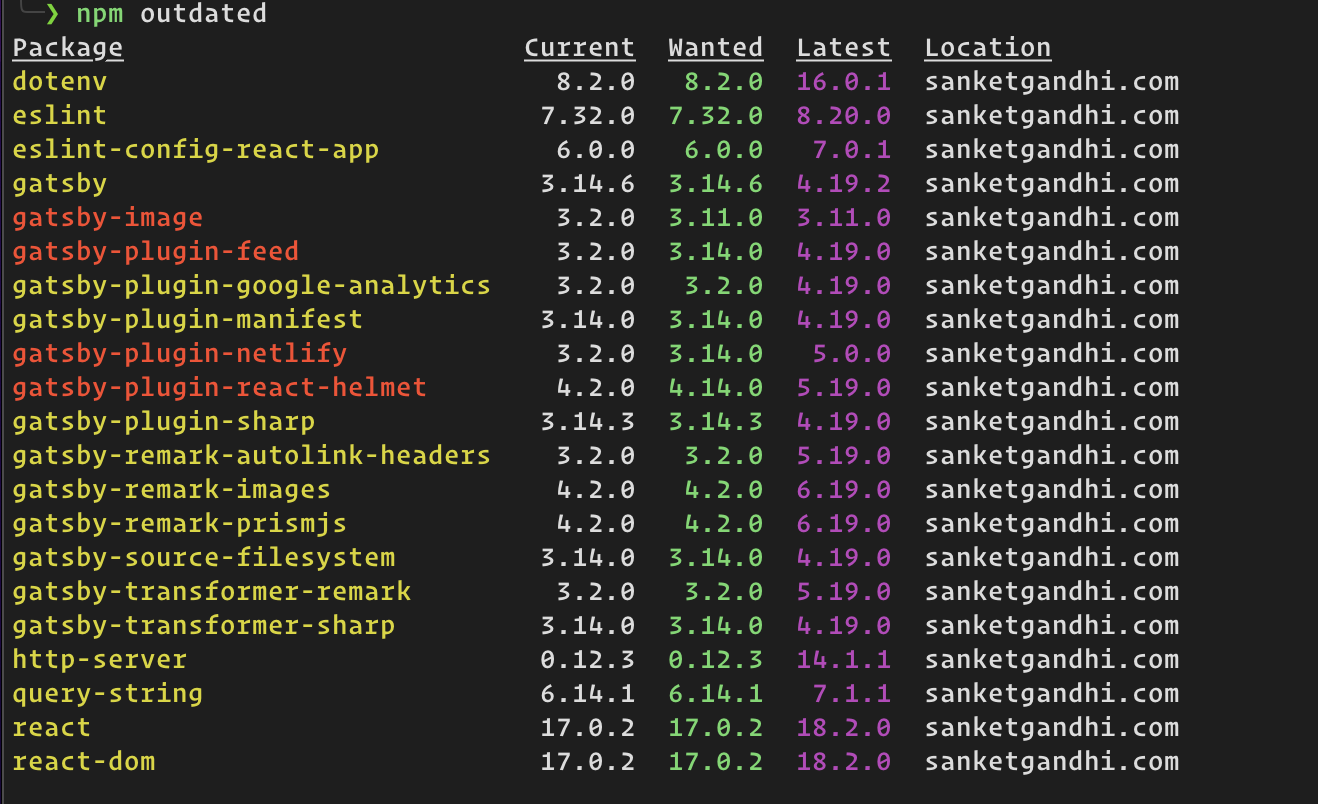 ❯ npm outdated
Package Current Wanted Latest Location
dotenv 8.2.0 8.2.0 16.0.1 sanketgandhi.com
eslint 7.32.0 7.32.0 8.20.0 sanketgandhi.com
eslint-config-react-app 6.0.0 6.0.0 7.0.1 sanketgandhi.com
gatsby 3.14.6 3.14.6 4.19.2 sanketgandhi.com
gatsby-image 3.2.0 3.11.0 3.11.0 sanketgandhi.com
gatsby-plugin-feed 3.2.0 3.14.0 4.19.0 sanketgandhi.com
gatsby-plugin-google-analytics 3.2.0 3.2.0 4.19.0 sanketgandhi.com
gatsby-plugin-manifest 3.14.0 3.14.0 4.19.0 sanketgandhi.com
gatsby-plugin-netlify 3.2.0 3.14.0 5.0.0 sanketgandhi.com
gatsby-plugin-react-helmet 4.2.0 4.14.0 5.19.0 sanketgandhi.com
gatsby-plugin-sharp 3.14.3 3.14.3 4.19.0 sanketgandhi.com
gatsby-remark-autolink-headers 3.2.0 3.2.0 5.19.0 sanketgandhi.com
gatsby-remark-images 4.2.0 4.2.0 6.19.0 sanketgandhi.com
gatsby-remark-prismjs 4.2.0 4.2.0 6.19.0 sanketgandhi.com
gatsby-source-filesystem 3.14.0 3.14.0 4.19.0 sanketgandhi.com
gatsby-transformer-remark 3.2.0 3.2.0 5.19.0 sanketgandhi.com
gatsby-transformer-sharp 3.14.0 3.14.0 4.19.0 sanketgandhi.com
http-server 0.12.3 0.12.3 14.1.1 sanketgandhi.com
query-string 6.14.1 6.14.1 7.1.1 sanketgandhi.com
react 17.0.2 17.0.2 18.2.0 sanketgandhi.com
react-dom 17.0.2 17.0.2 18.2.0 sanketgandhi.com